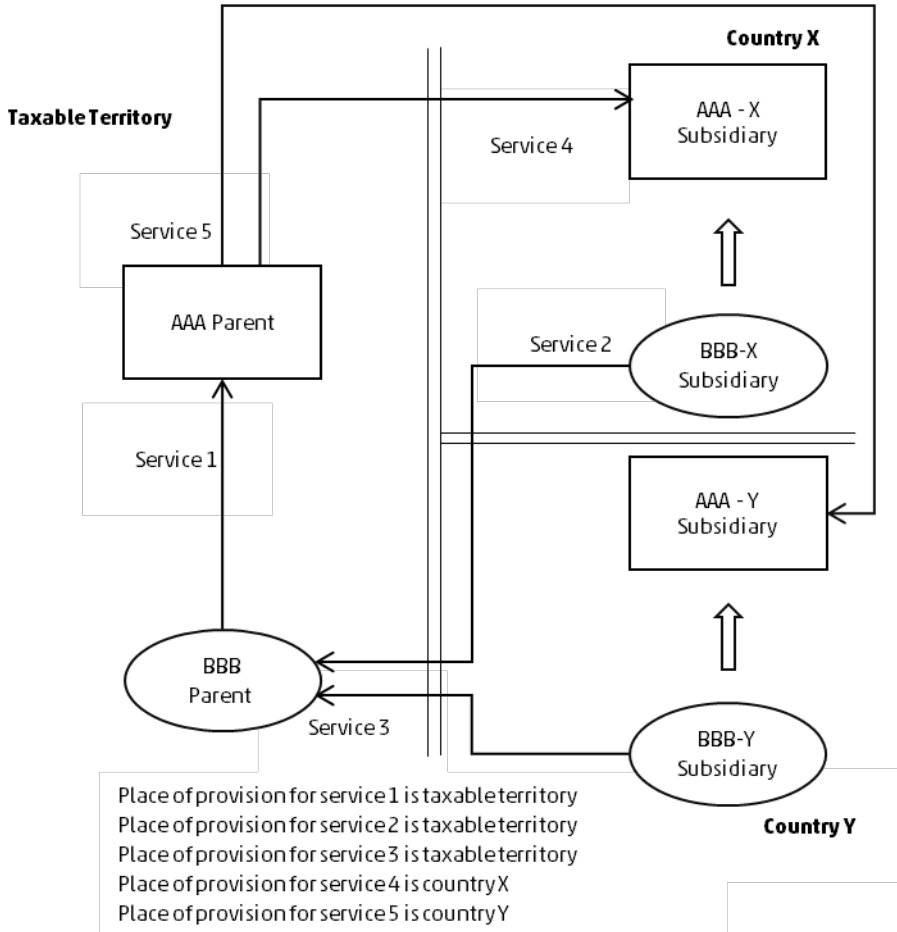 Country X
Taxable Territory
AAA - X
Subsidiary
Service 4
Service 5
AAA Parent
Service 2
BBB-X
Subsidiary
Service 1
AAA - Y
Subsidiary
BBB
Parent
Service 3
BBB-Y
Subsidiary
Place of provision for service 1 is taxable territory
Place of provision for service 2 is taxable territory
Place of provision for service 3 is taxable territory
Place of provision for service 4 is country X
Place of provision for service 5 is country Y
Country Y